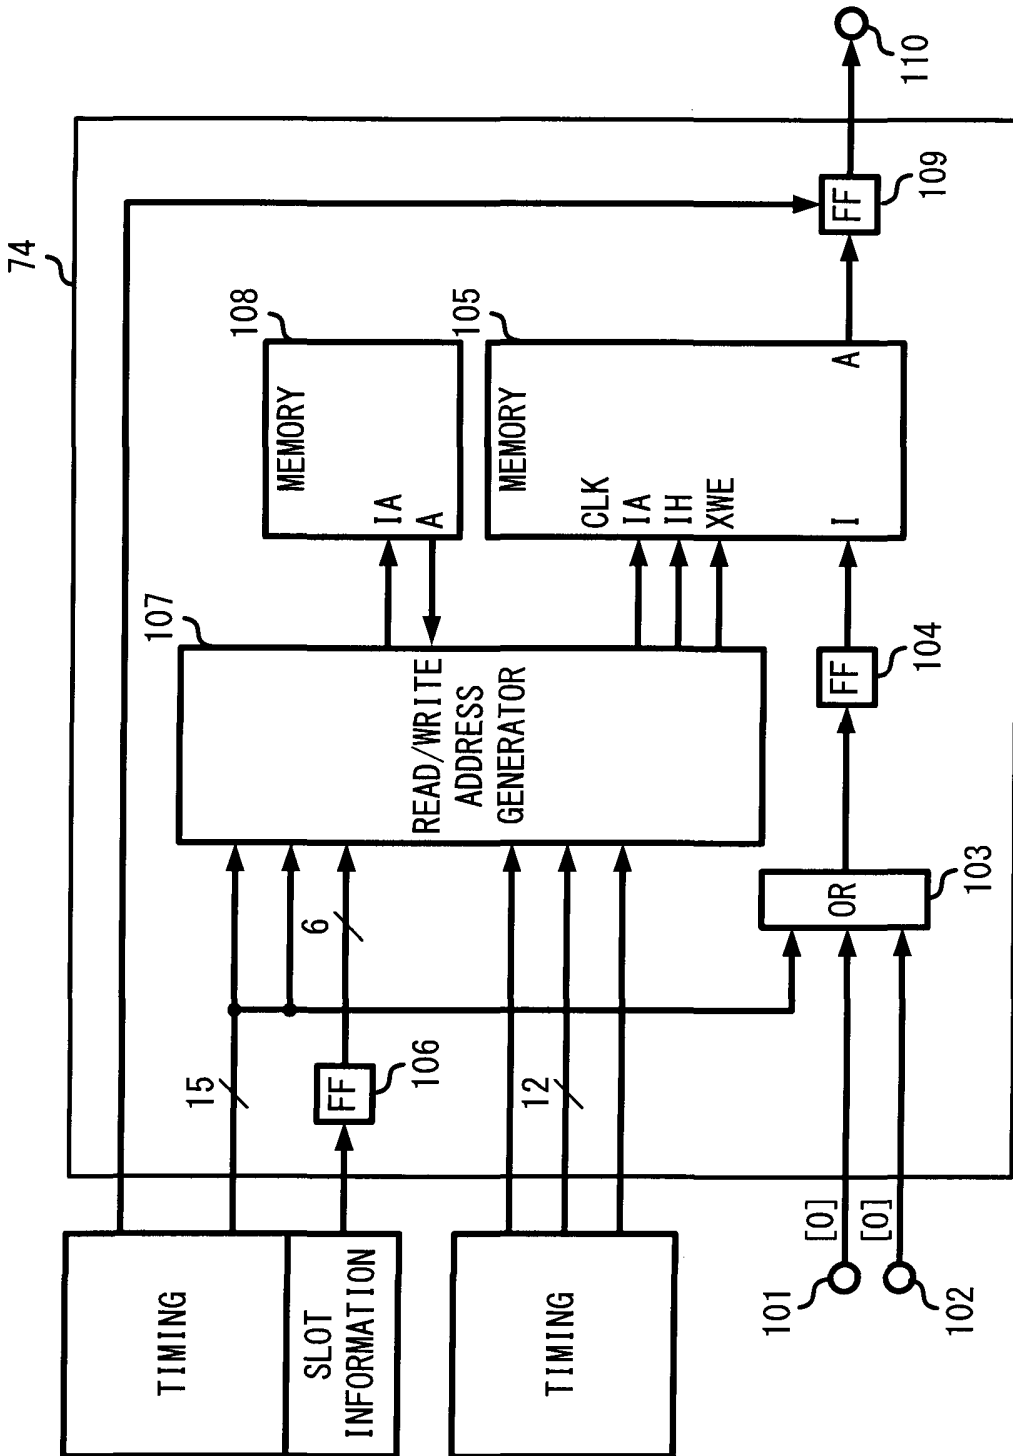 74
TIMING
SLOT
INFORMATION
TIMING
15
6
12
FF
106
107
READ/WRITE
ADDRESS
GENERATOR
108
MEMORY
IA
A
105
MEMORY
CLK
IA
IH
XWE
I
A
101
[0]
102
[0]
OR
103
FF
104
FF
109
110